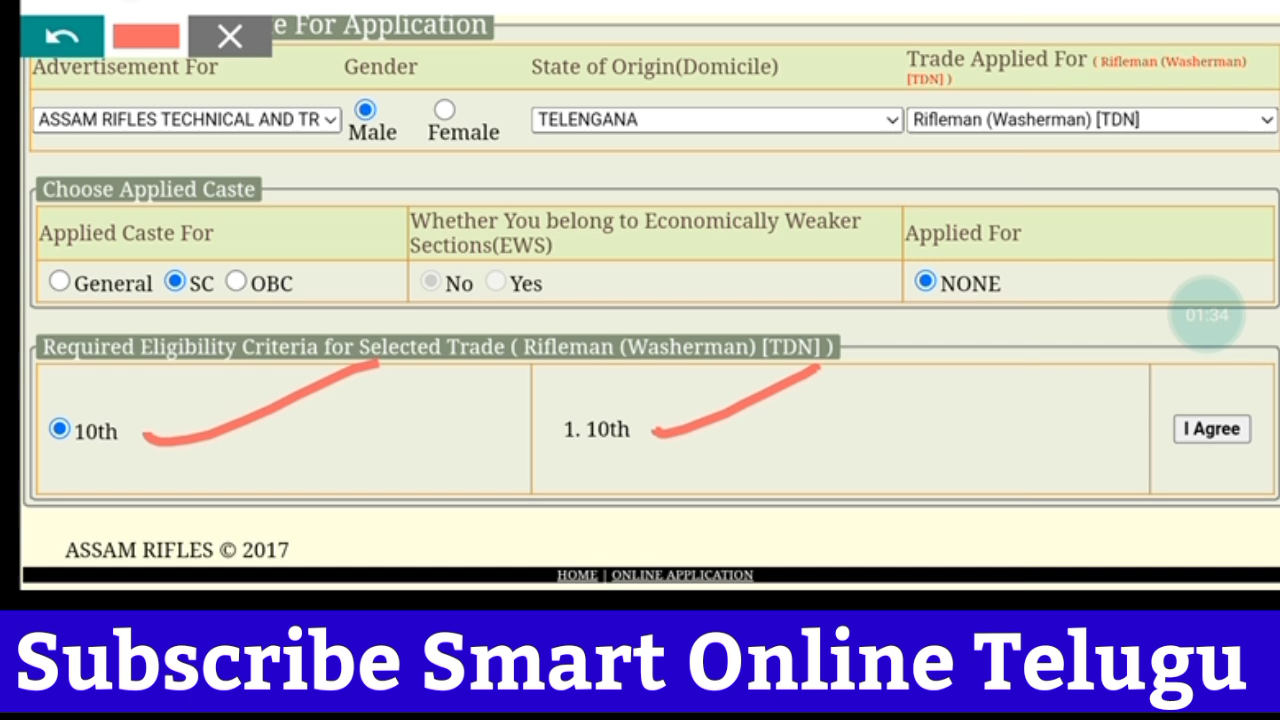 e For Application
Advertisement For
Gender
State of Origin(Domicile)
Trade Applied For ( Rifleman (Washerman)
[TDN] )
ASSAM RIFLES TECHNICAL AND TR
Male
Female
TELENGANA
Rifleman (Washerman) [TDN]
Choose Applied Caste
Applied Caste For
Whether You belong to Economically Weaker
Sections(EWS)
Applied For
General SC OBC
No Yes
NONE
01:34
Required Eligibility Criteria for Selected Trade ( Rifleman (Washerman) [TDN] )
10th
1. 10th
I Agree
ASSAM RIFLES © 2017
HOME | ONLINE APPLICATION
Subscribe Smart Online Telugu